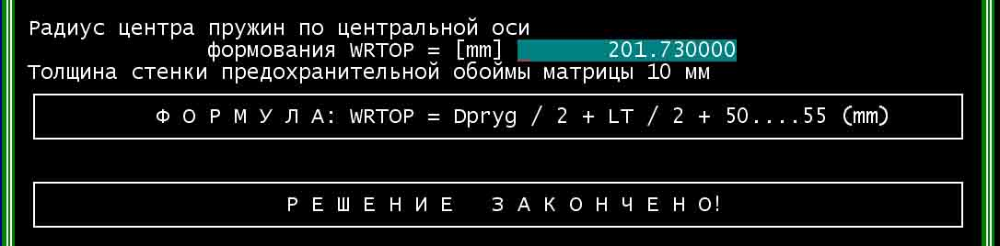 Радиус центра пружин по центральной оси
формования WRTOP = [mm] 201.730000
Толщина стенки предохранительной обоймы матрицы 10 мм
Ф О Р М У Л А: WRTOP = Dpryg / 2 + LT / 2 + 50....55 (mm)
Р Е Ш Е Н И Е   З А К О Н Ч Е Н О!